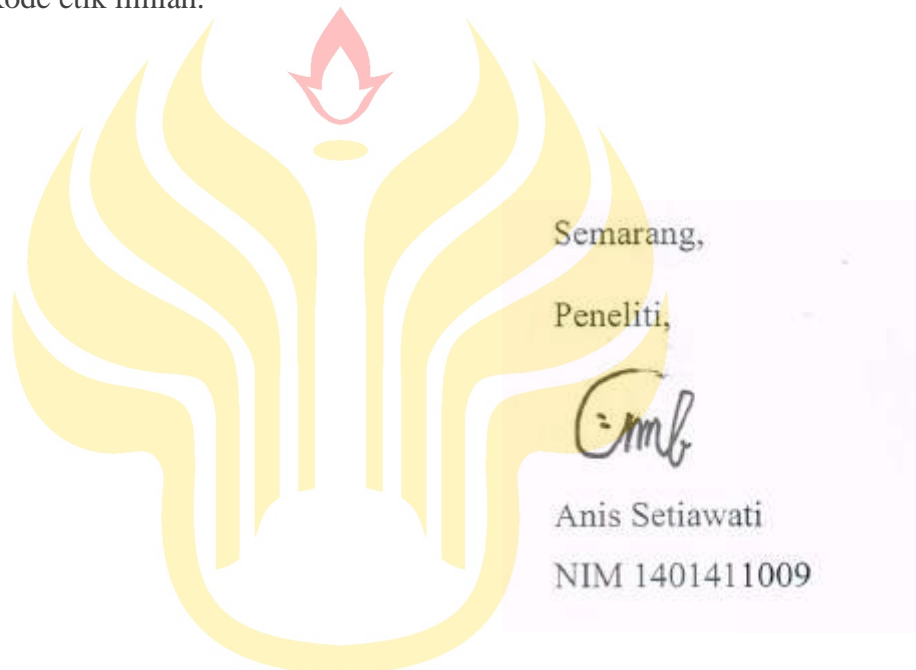 kode etik ilmiah.
Semarang,
Peneliti,
Anis Setiawati
NIM 1401411009